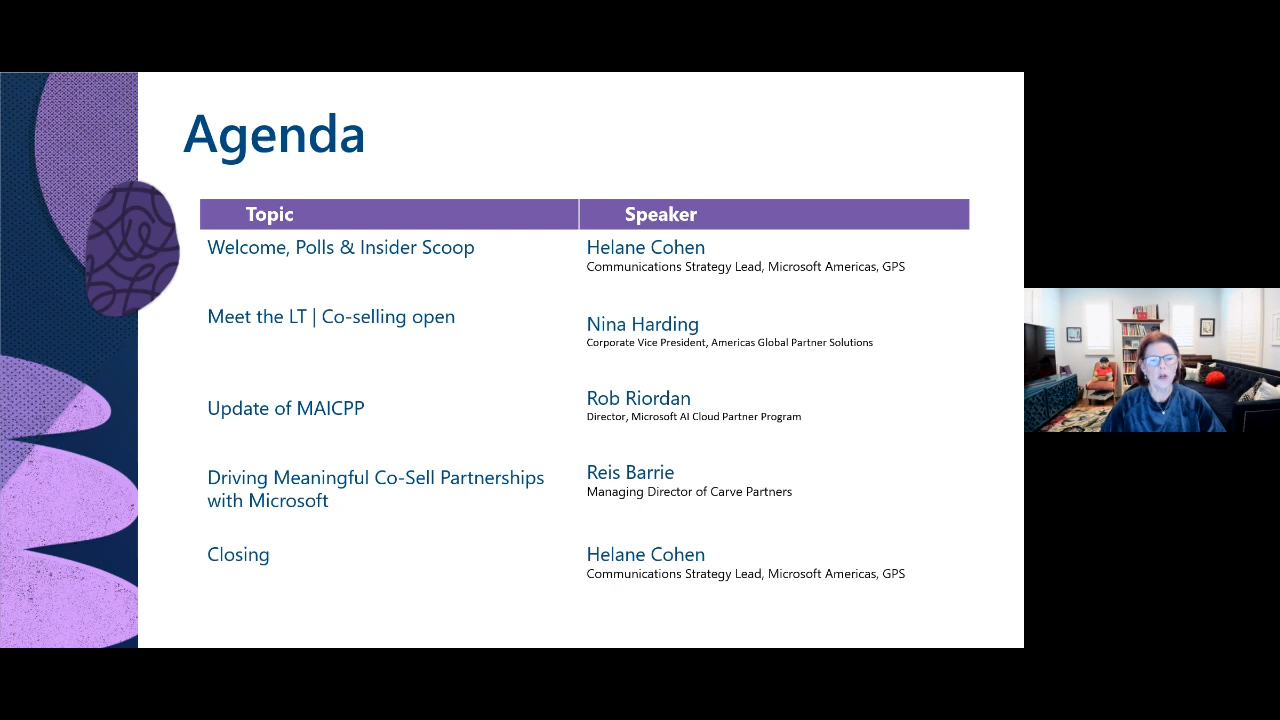 Agenda
Topic Speaker
Welcome, Polls & Insider Scoop Helane Cohen
Communications Strategy Lead, Microsoft Americas, GPS
Meet the LT | Co-selling open Nina Harding
Corporate Vice President, Americas Global Partner Solutions
Update of MAICPP Rob Riordan
Director, Microsoft AI Cloud Partner Program
Driving Meaningful Co-Sell Partnerships
with Microsoft
Reis Barrie
Managing Director of Carve Partners
Closing Helane Cohen
Communications Strategy Lead, Microsoft Americas, GPS